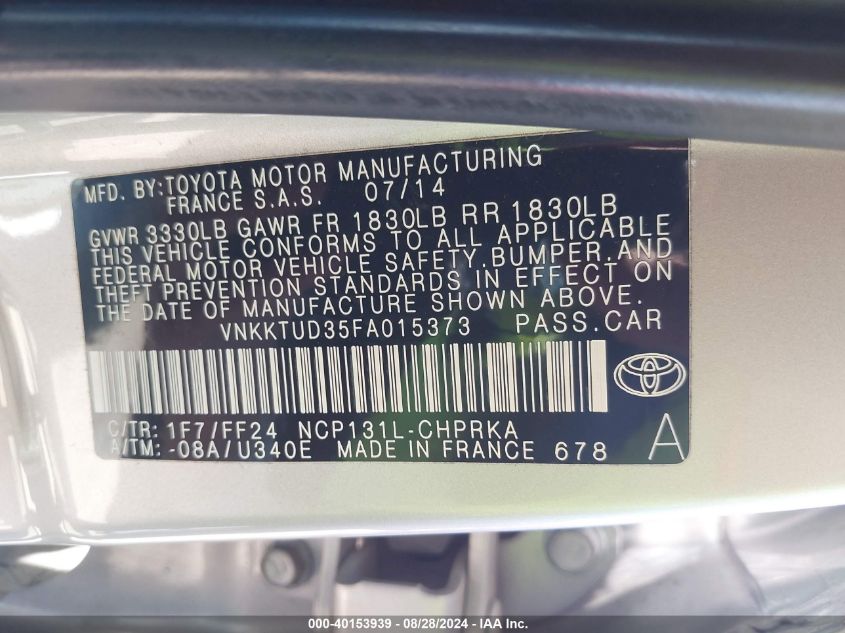 MFD. BY:TOYOTA MOTOR MANUFACTURING
FRANCE S.A.S. 07/14
GVWR 3330LB GAWR FR 1830LB RR 1830LB
THIS VEHICLE CONFORMS TO ALL APPLICABLE
FEDERAL MOTOR VEHICLE SAFETY,BUMPER,AND
THEFT PREVENTION STANDARDS IN EFFECT ON
THE DATE OF MANUFACTURE SHOWN ABOVE.
VNKKTUD35FA015373 PASS.CAR
C/TR: 1F7/FF24 NCP131L-CHPRKA
A/TM: -08A/U340E MADE IN FRANCE 678 A
000-40153939 - 08/28/2024 - IAA Inc.